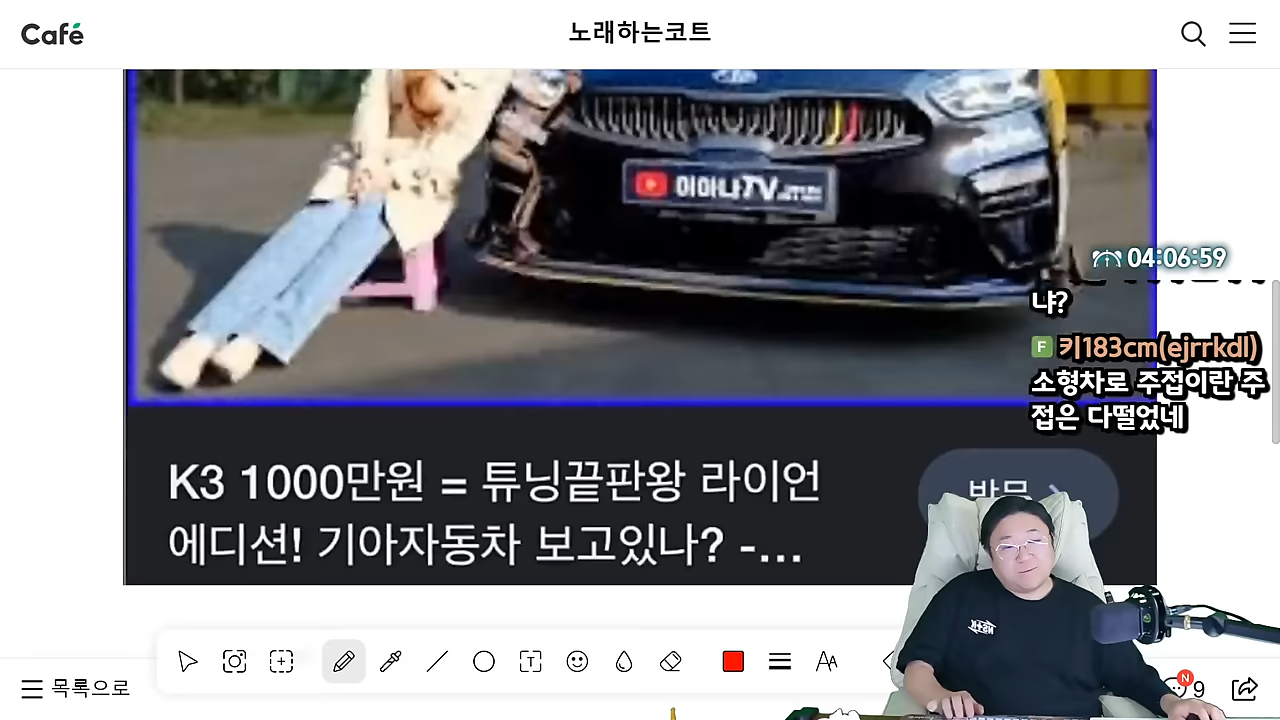 Café
노래하는코트
이아나TV
04:06:59
냐?
F 키183cm(ejrrkdl)
소형차로 주접이란 주
접은 다떨었네
K3 1000만원 = 튜닝끝판왕 라이언
에디션! 기아자동차 보고있나? -...
T
AA
목록으로
N
9